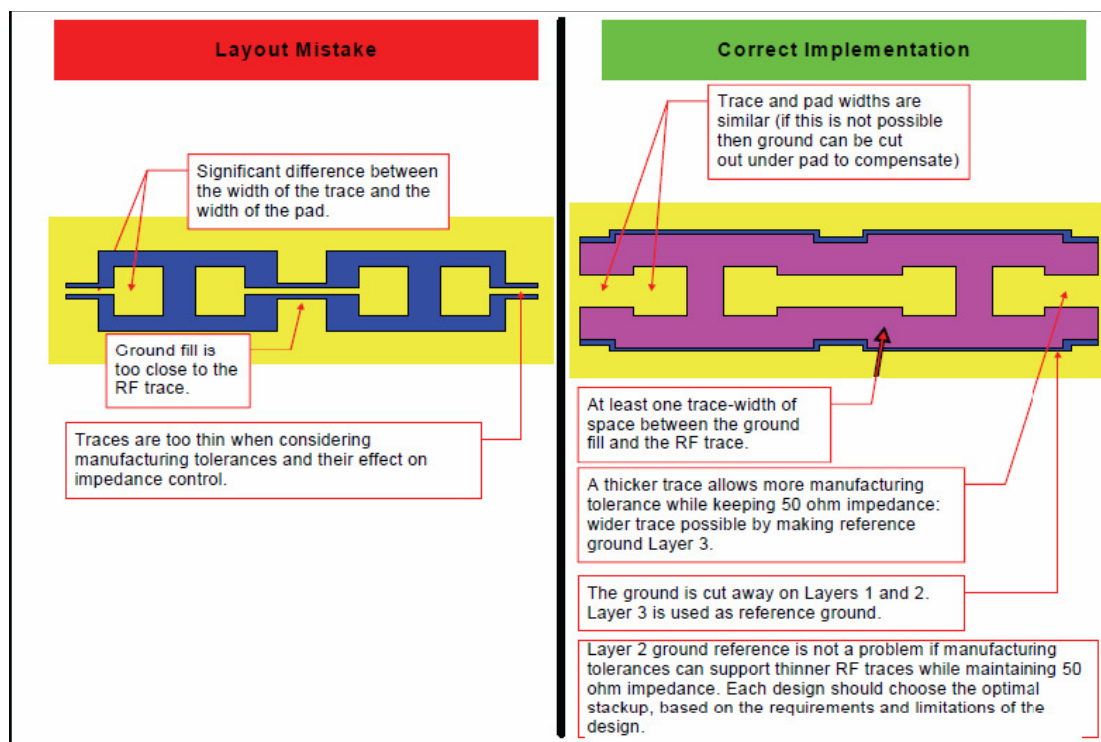 Layout Mistake
Significant difference between
the width of the trace and the
width of the pad.
Ground fill is
too close to the
RF trace.
Traces are too thin when considering
manufacturing tolerances and their effect on
impedance control.
Correct Implementation
Trace and pad widths are
similar (if this is not possible
then ground can be cut
out under pad to compensate)
At least one trace-width of
space between the ground
fill and the RF trace.
A thicker trace allows more manufacturing
tolerance while keeping 50 ohm impedance:
wider trace possible by making reference
ground Layer 3.
The ground is cut away on Layers 1 and 2.
Layer 3 is used as reference ground.
Layer 2 ground reference is not a problem if manufacturing
tolerances can support thinner RF traces while maintaining 50
ohm impedance. Each design should choose the optimal
stackup, based on the requirements and limitations of the
design.